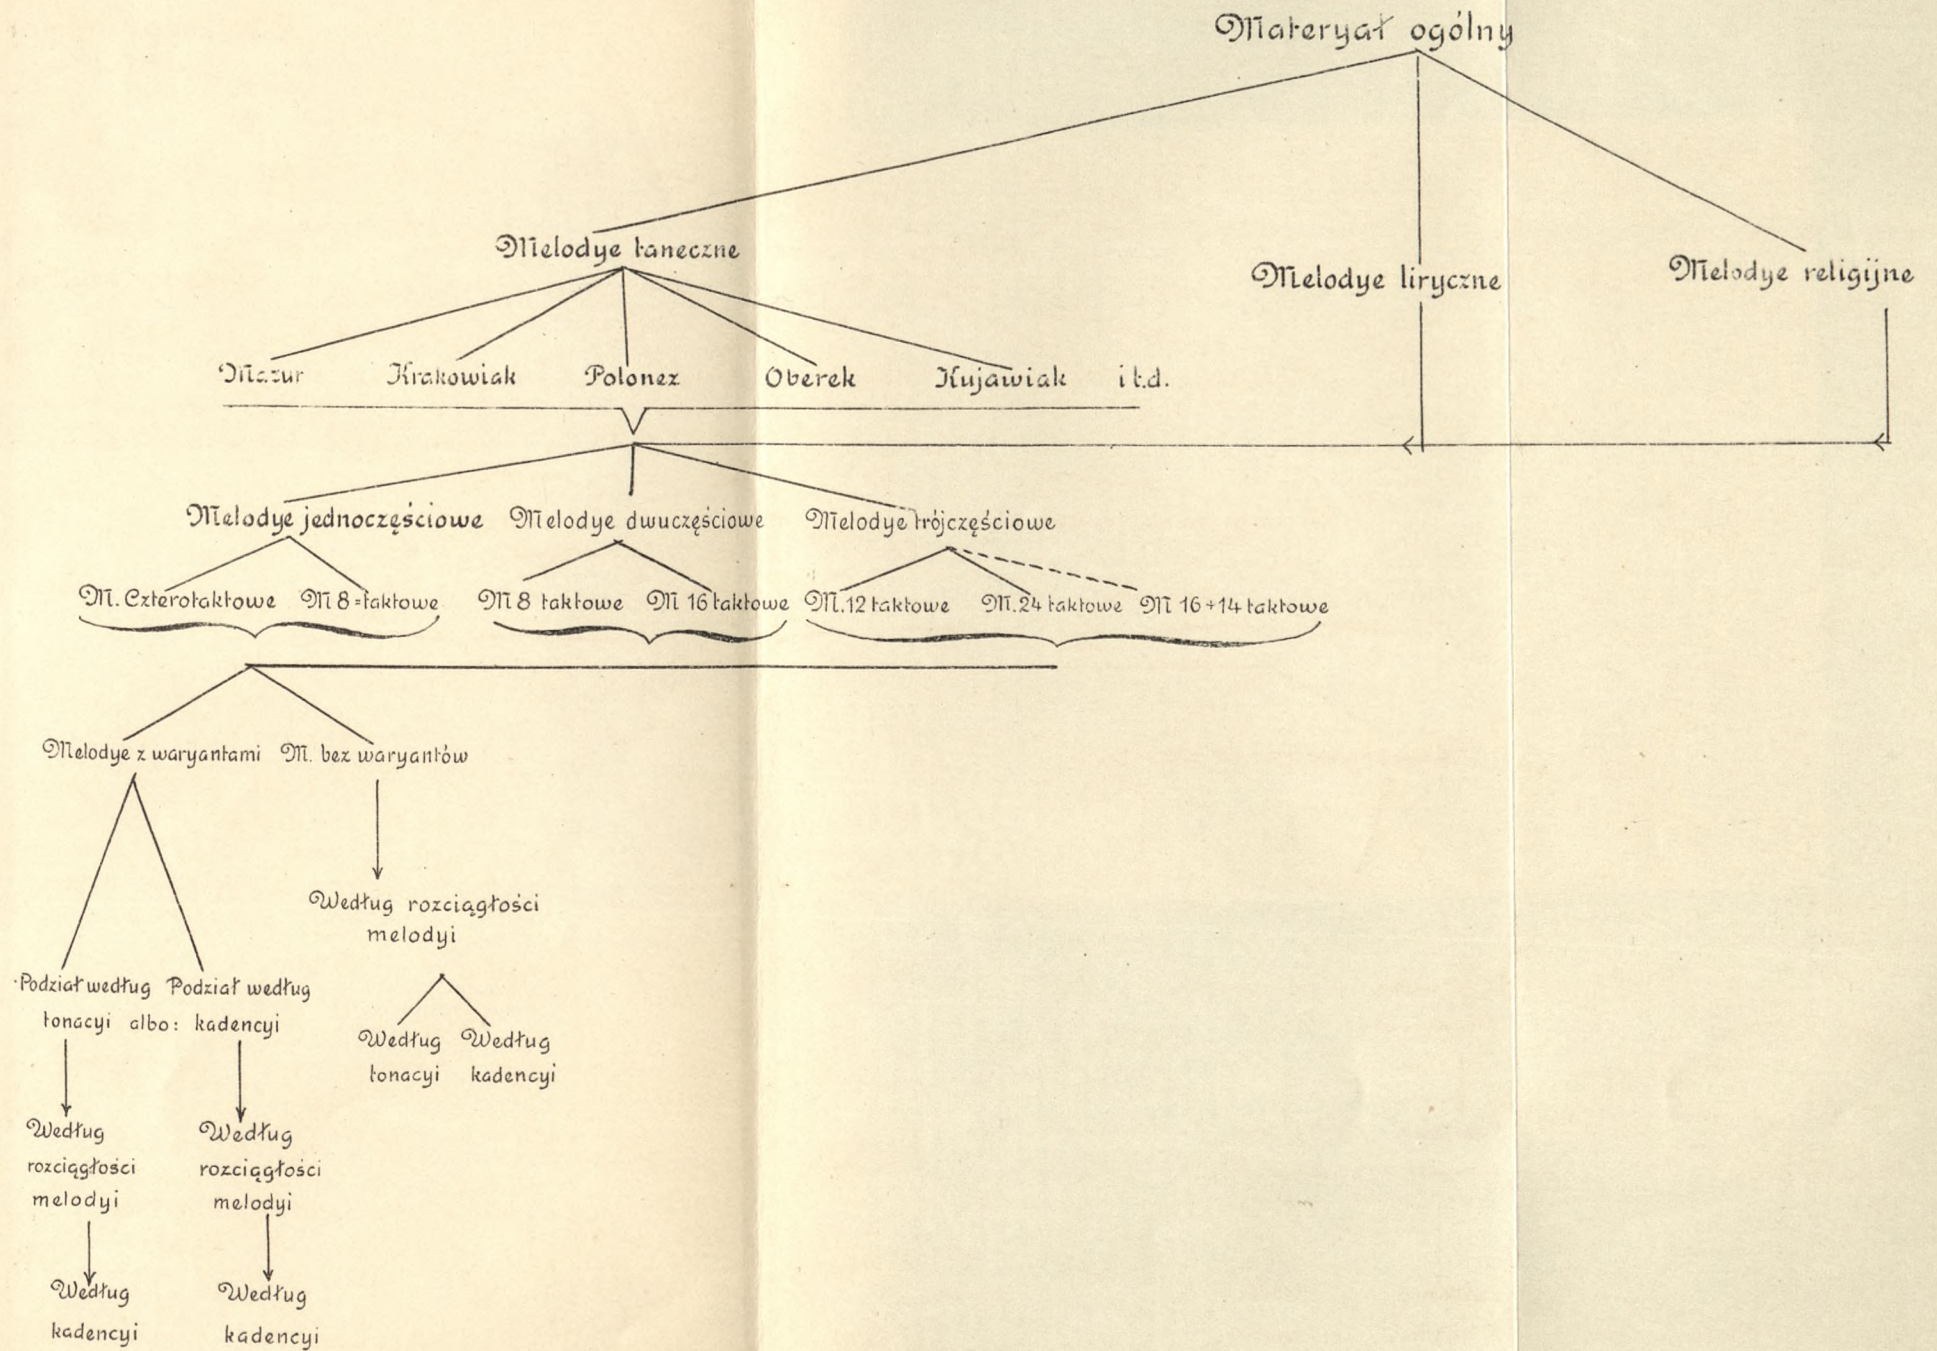 Materyał ogólny
Melodye taneczne
Melodye liryczne
Melodye religijne
Mazur Krakowiak Polonez Oberek Kujawiak i t.d.
Melodye jednoczęściowe Melodye dwuczęściowe Melodye trójczęściowe
M. Czterotaktowe M 8=taktowe M 8 taktowe M 16 taktowe M. 12 taktowe M. 24 taktowe M 16+14 taktowe
Melodye z waryantami M. bez waryantów
Według rozciągłości
melodyi
Podział według Podział według
tonacyi albo: kadencyi
Według Według
tonacyi kadencyi
Według
rozciągłości
melodyi
Według
rozciągłości
melodyi
Według
kadencyi
Według
kadencyi